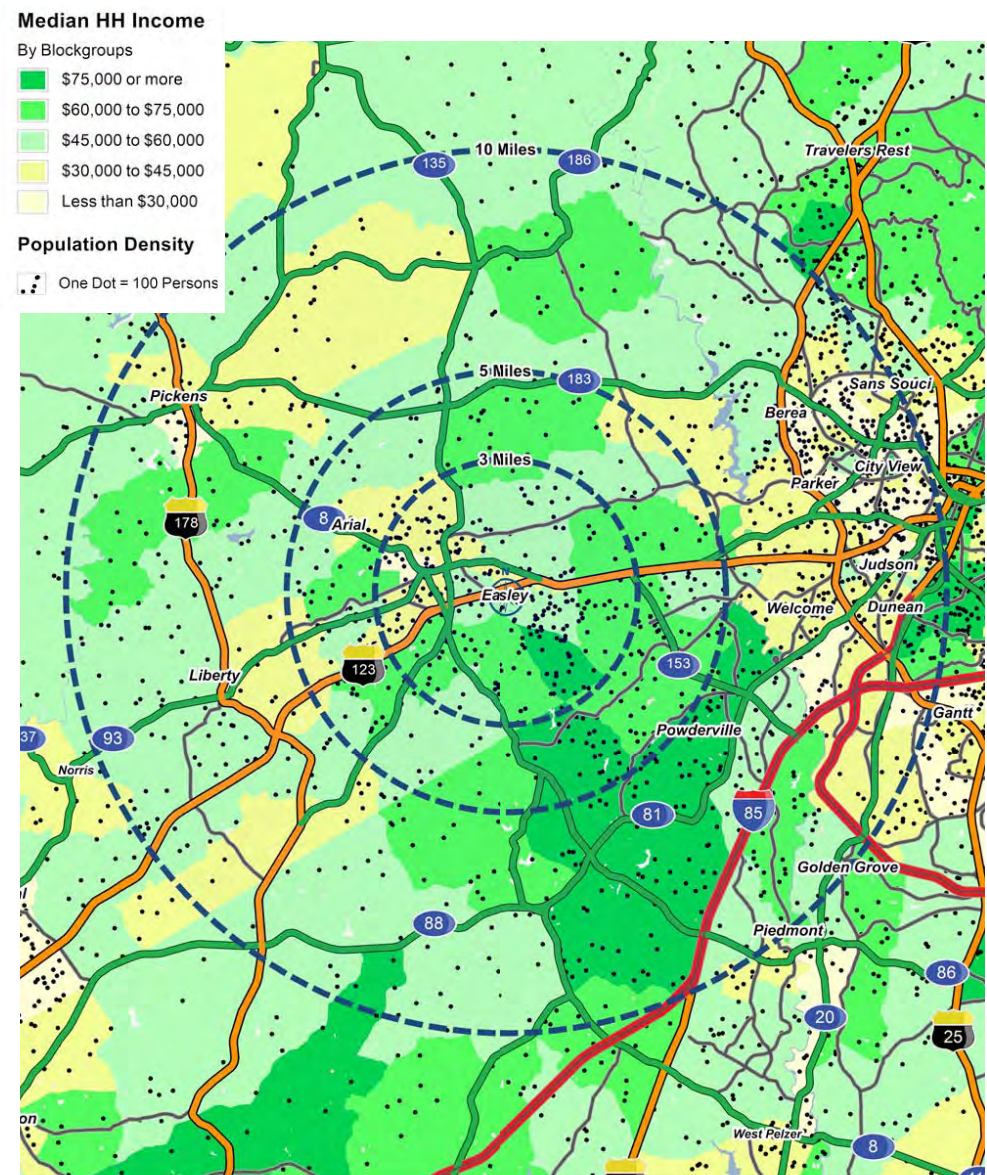 Median HH Income
By Blockgroups
$75,000 or more
$60,000 to $75,000
$45,000 to $60,000
$30,000 to $45,000
Less than $30,000
Population Density
One Dot = 100 Persons
10 Miles
135
186
Travelers Rest
5 Miles
183
Pickens
Sans Souci
Berea
3 Miles
City View
Parker
178
8
Arial
N
Judson
Easley
Welcome
Dunean
153
123
Liberty
Gantt
Powderville
37
93
Norris
81
85
Golden Grove
88
Piedmont
86
20
25
on
West Pelzer
8